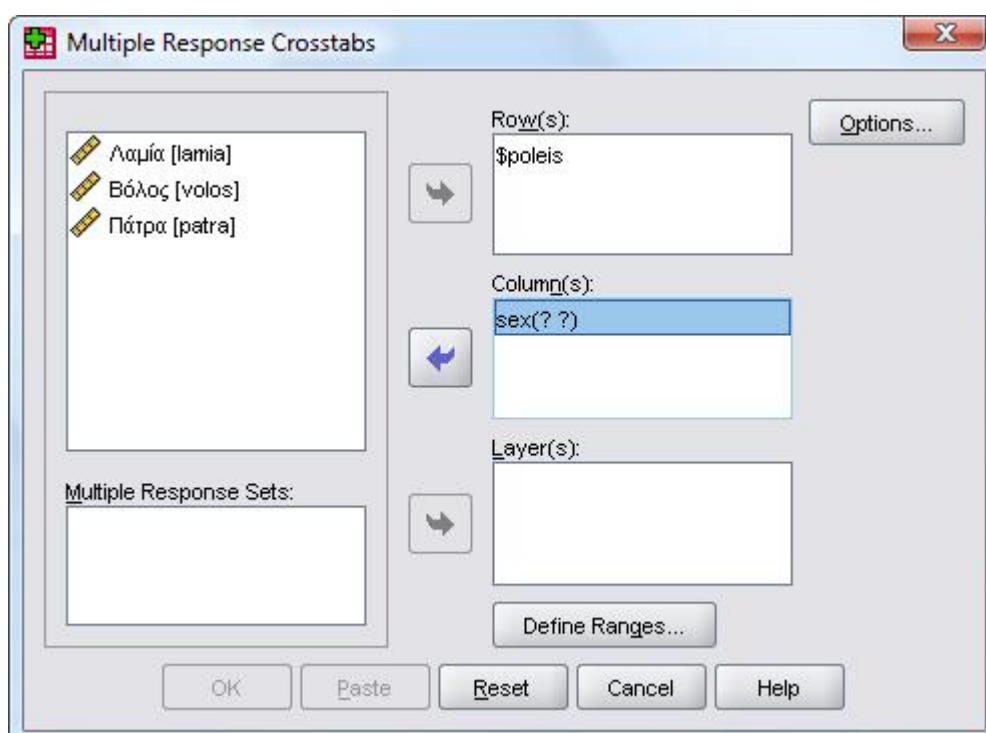 Multiple Response Crosstabs
Λαμία [lamia]
Βόλος [volos]
Πάτρα [patra]
Multiple Response Sets:
Row(s):
$poleis
Column(s):
sex(? ?)
Layer(s):
Define Ranges...
Options...
OK
Paste
Reset
Cancel
Help